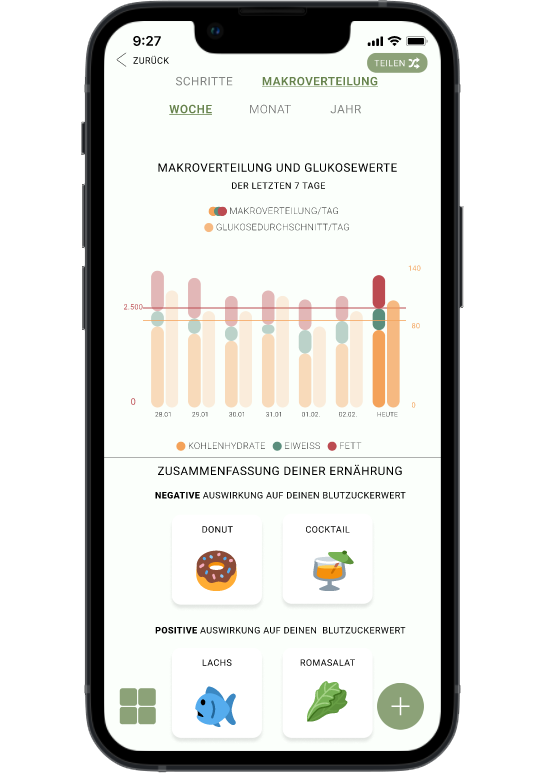 9:27
ZURÜCK
TEILEN
SCHRITTE MAKROVERTEILUNG
WOCHE MONAT JAHR
MAKROVERTEILUNG UND GLUKOSEWERTE
DER LETZTEN 7 TAGE
MAKROVERTEILUNG/TAG
GLUKOSEDURCHSCHNITT/TAG
140
2.500
80
0 0
28.01 29.01 30.01 31.01 01.02. 02.02. HEUTE
KOHLENHYDRATE EIWEISS FETT
ZUSAMMENFASSUNG DEINER ERNÄHRUNG
NEGATIVE AUSWIRKUNG AUF DEINEN BLUTZUCKERWERT
DONUT COCKTAIL
POSITIVE AUSWIRKUNG AUF DEINEN BLUTZUCKERWERT
LACHS ROMASALAT